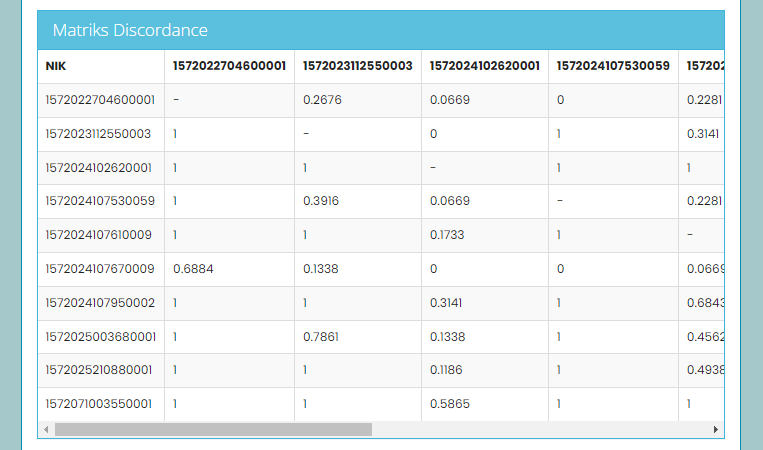 Matriks Discordance
NIK 1572022704600001 1572023112550003 1572024102620001 1572024107530059 15720
1572022704600001 - 0.2676 0.0669 0 0.2281
1572023112550003 1 - 0 1 0.3141
1572024102620001 1 1 - 1 1
1572024107530059 1 0.3916 0.0669 - 0.2281
1572024107610009 1 1 0.1733 1 -
1572024107670009 0.6884 0.1338 0 0 0.0669
1572024107950002 1 1 0.3141 1 0.6843
1572025003680001 1 0.7861 0.1338 1 0.4562
1572025210880001 1 1 0.1186 1 0.4938
1572071003550001 1 1 0.5865 1 1